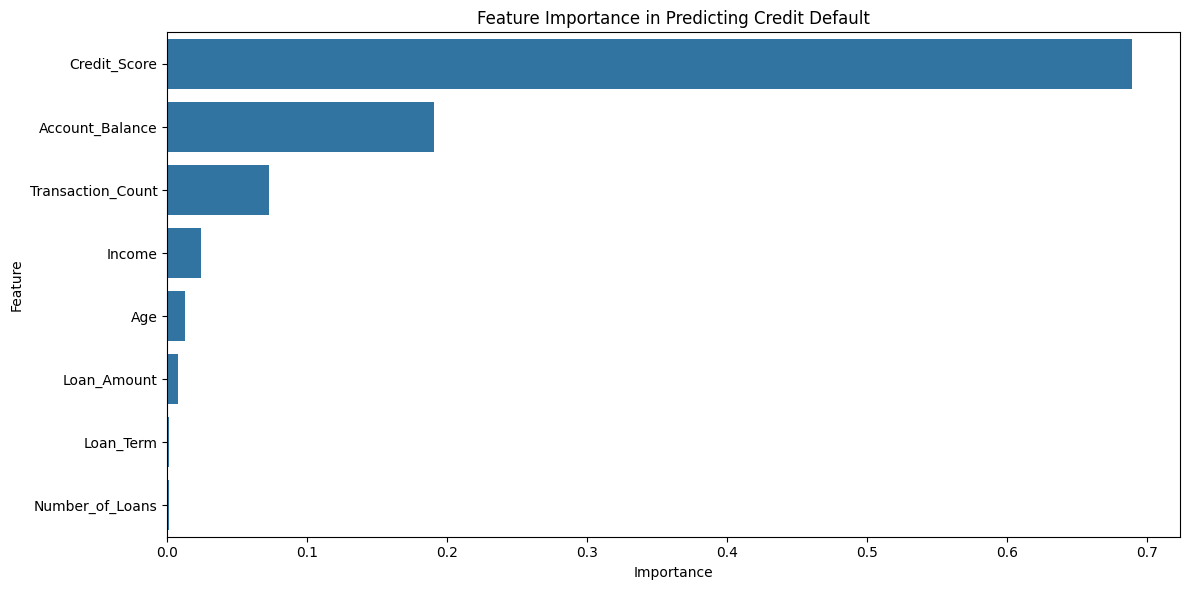 Feature Importance in Predicting Credit Default
Credit_Score
Account_Balance
Transaction_Count
Income
Age
Loan_Amount
Loan_Term
Number_of_Loans
Feature
0.0 0.1 0.2 0.3 0.4 0.5 0.6 0.7
Importance